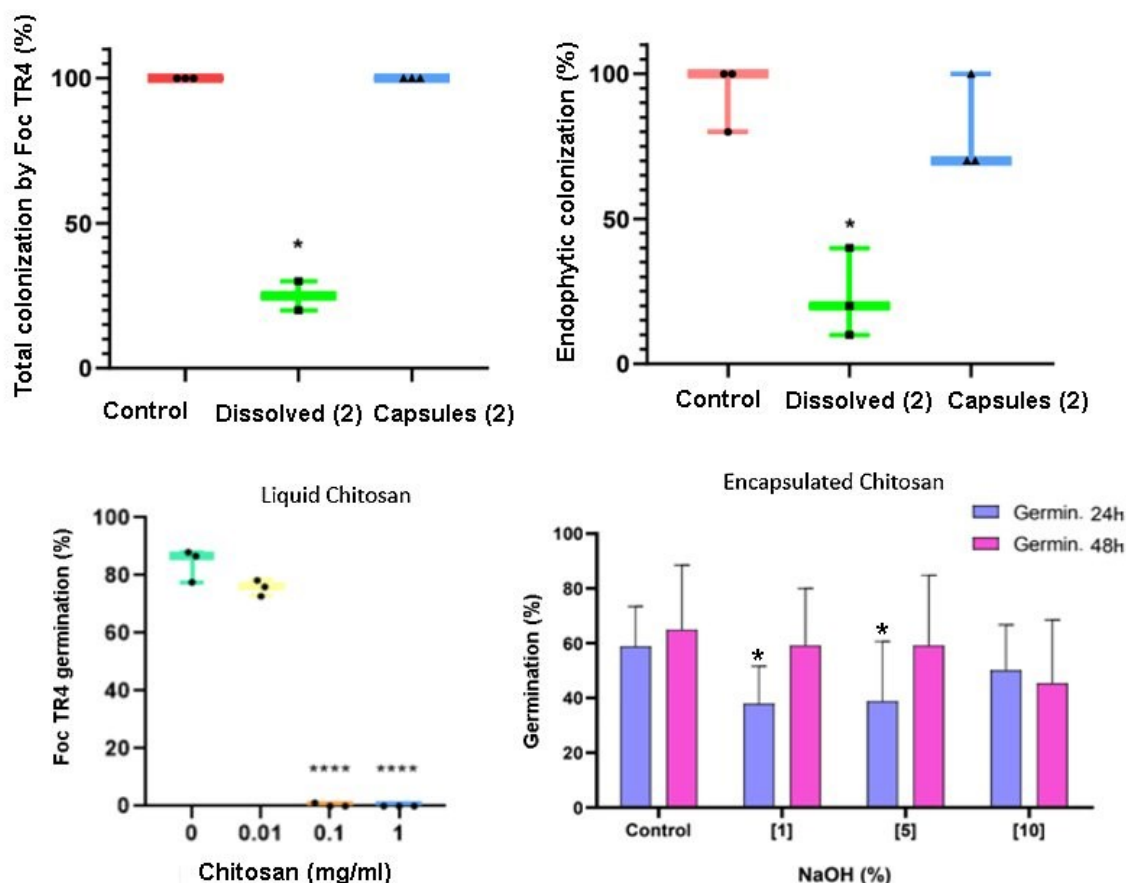 Total colonization by Foc TR4 (%)
100
50
0
*
Control
Dissolved (2)
Capsules (2)
Endophytic colonization (%)
100
50
0
*
Control
Dissolved (2)
Capsules (2)
Liquid Chitosan
Foc TR4 germination (%)
100
80
60
40
20
0
**** ****
0 0.01 0.1 1
Chitosan (mg/ml)
Encapsulated Chitosan
Germin. 24h
Germin. 48h
Germination (%)
100
80
60
40
20
0
* *
Control [1] [5] [10]
NaOH (%)